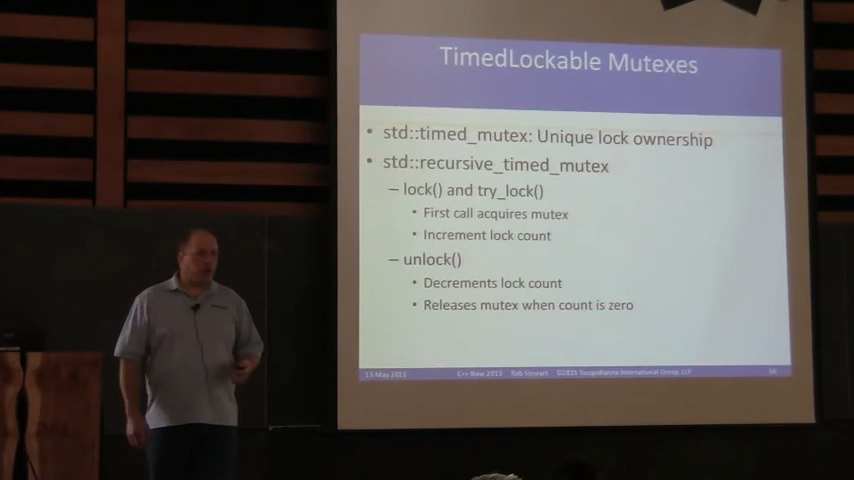 TimedLockable Mutexes
• std::timed_mutex: Unique lock ownership
• std::recursive_timed_mutex
– lock() and try_lock()
• First call acquires mutex
• Increment lock count
– unlock()
• Decrements lock count
• Releases mutex when count is zero
13 May 2013 C++ Now 2013 Rob Stewart ©2013 Susquehanna International Group, LLP 66